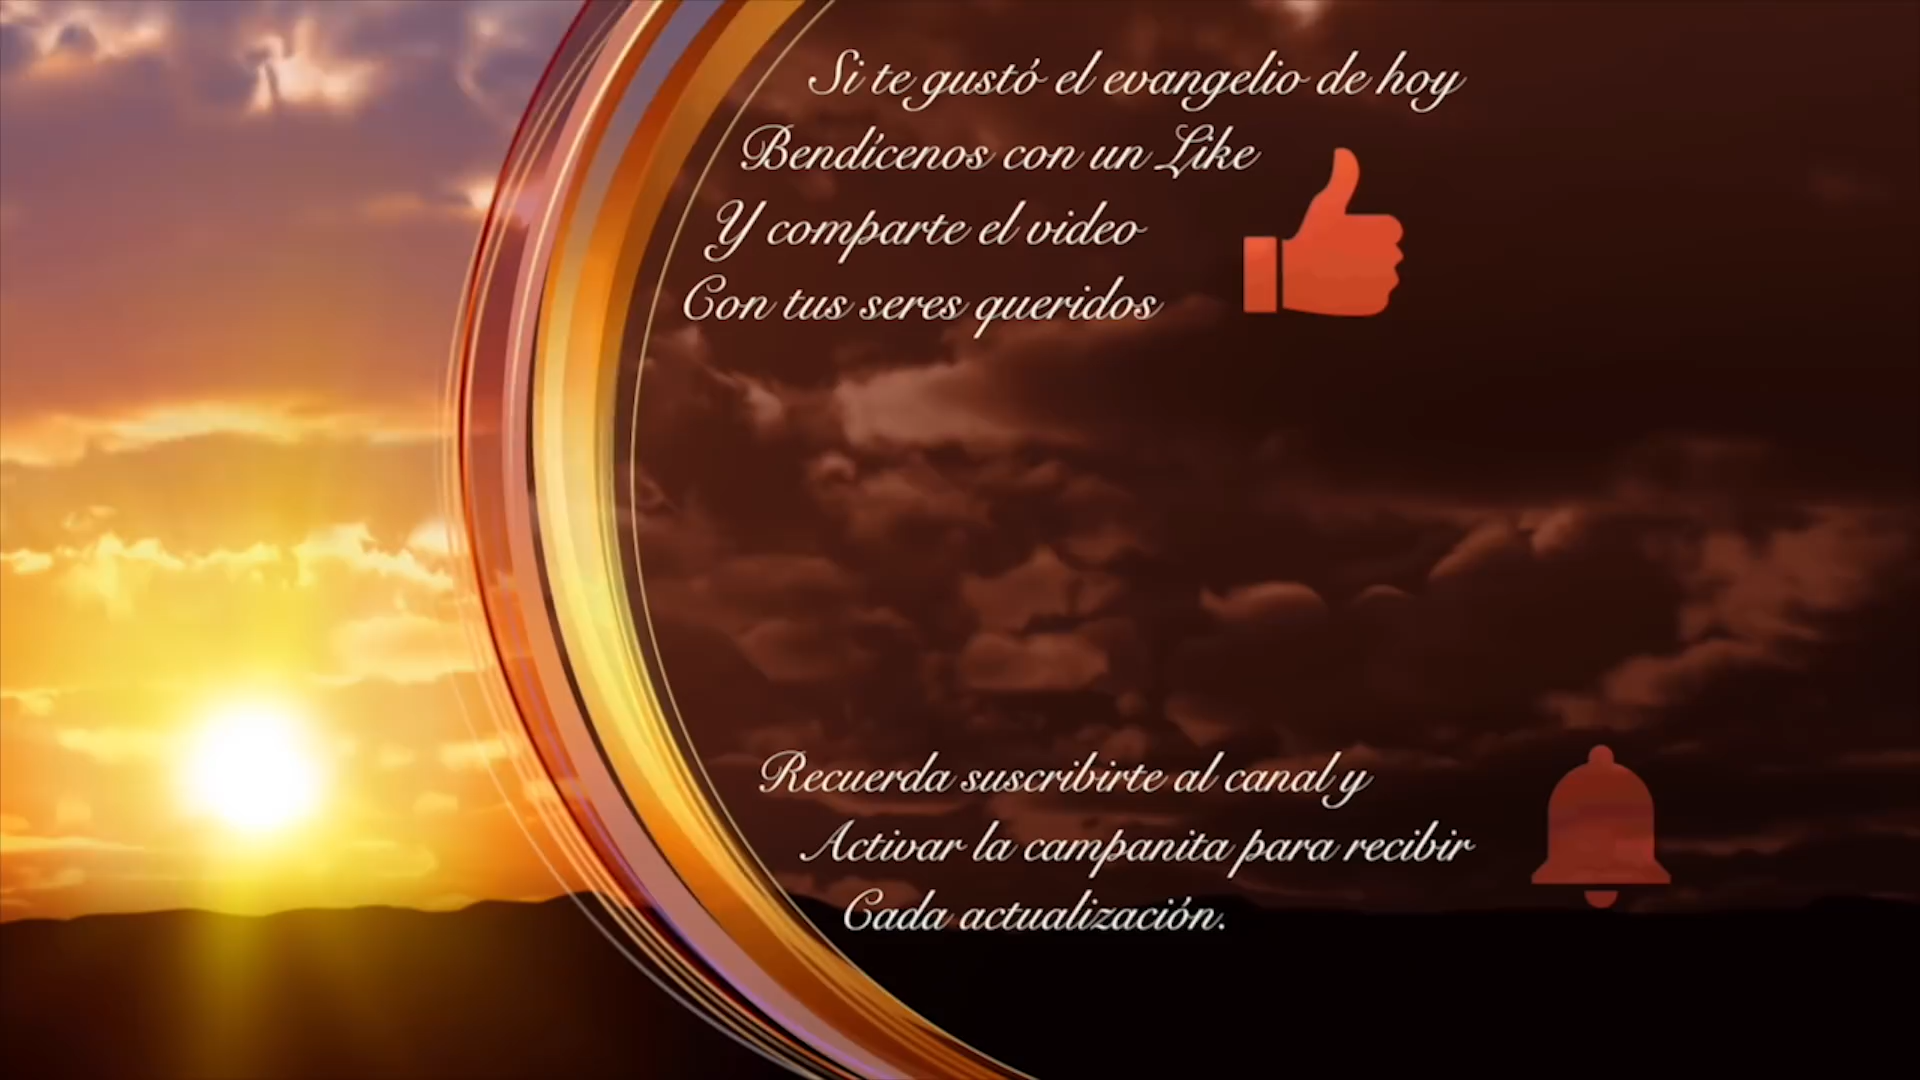 Si te gustó el evangelio de hoy
Bendícenos con un Like
Y comparte el video
Con tus seres queridos
Recuerda suscribirte al canal y
Activar la campanita para recibir
Cada actualización.